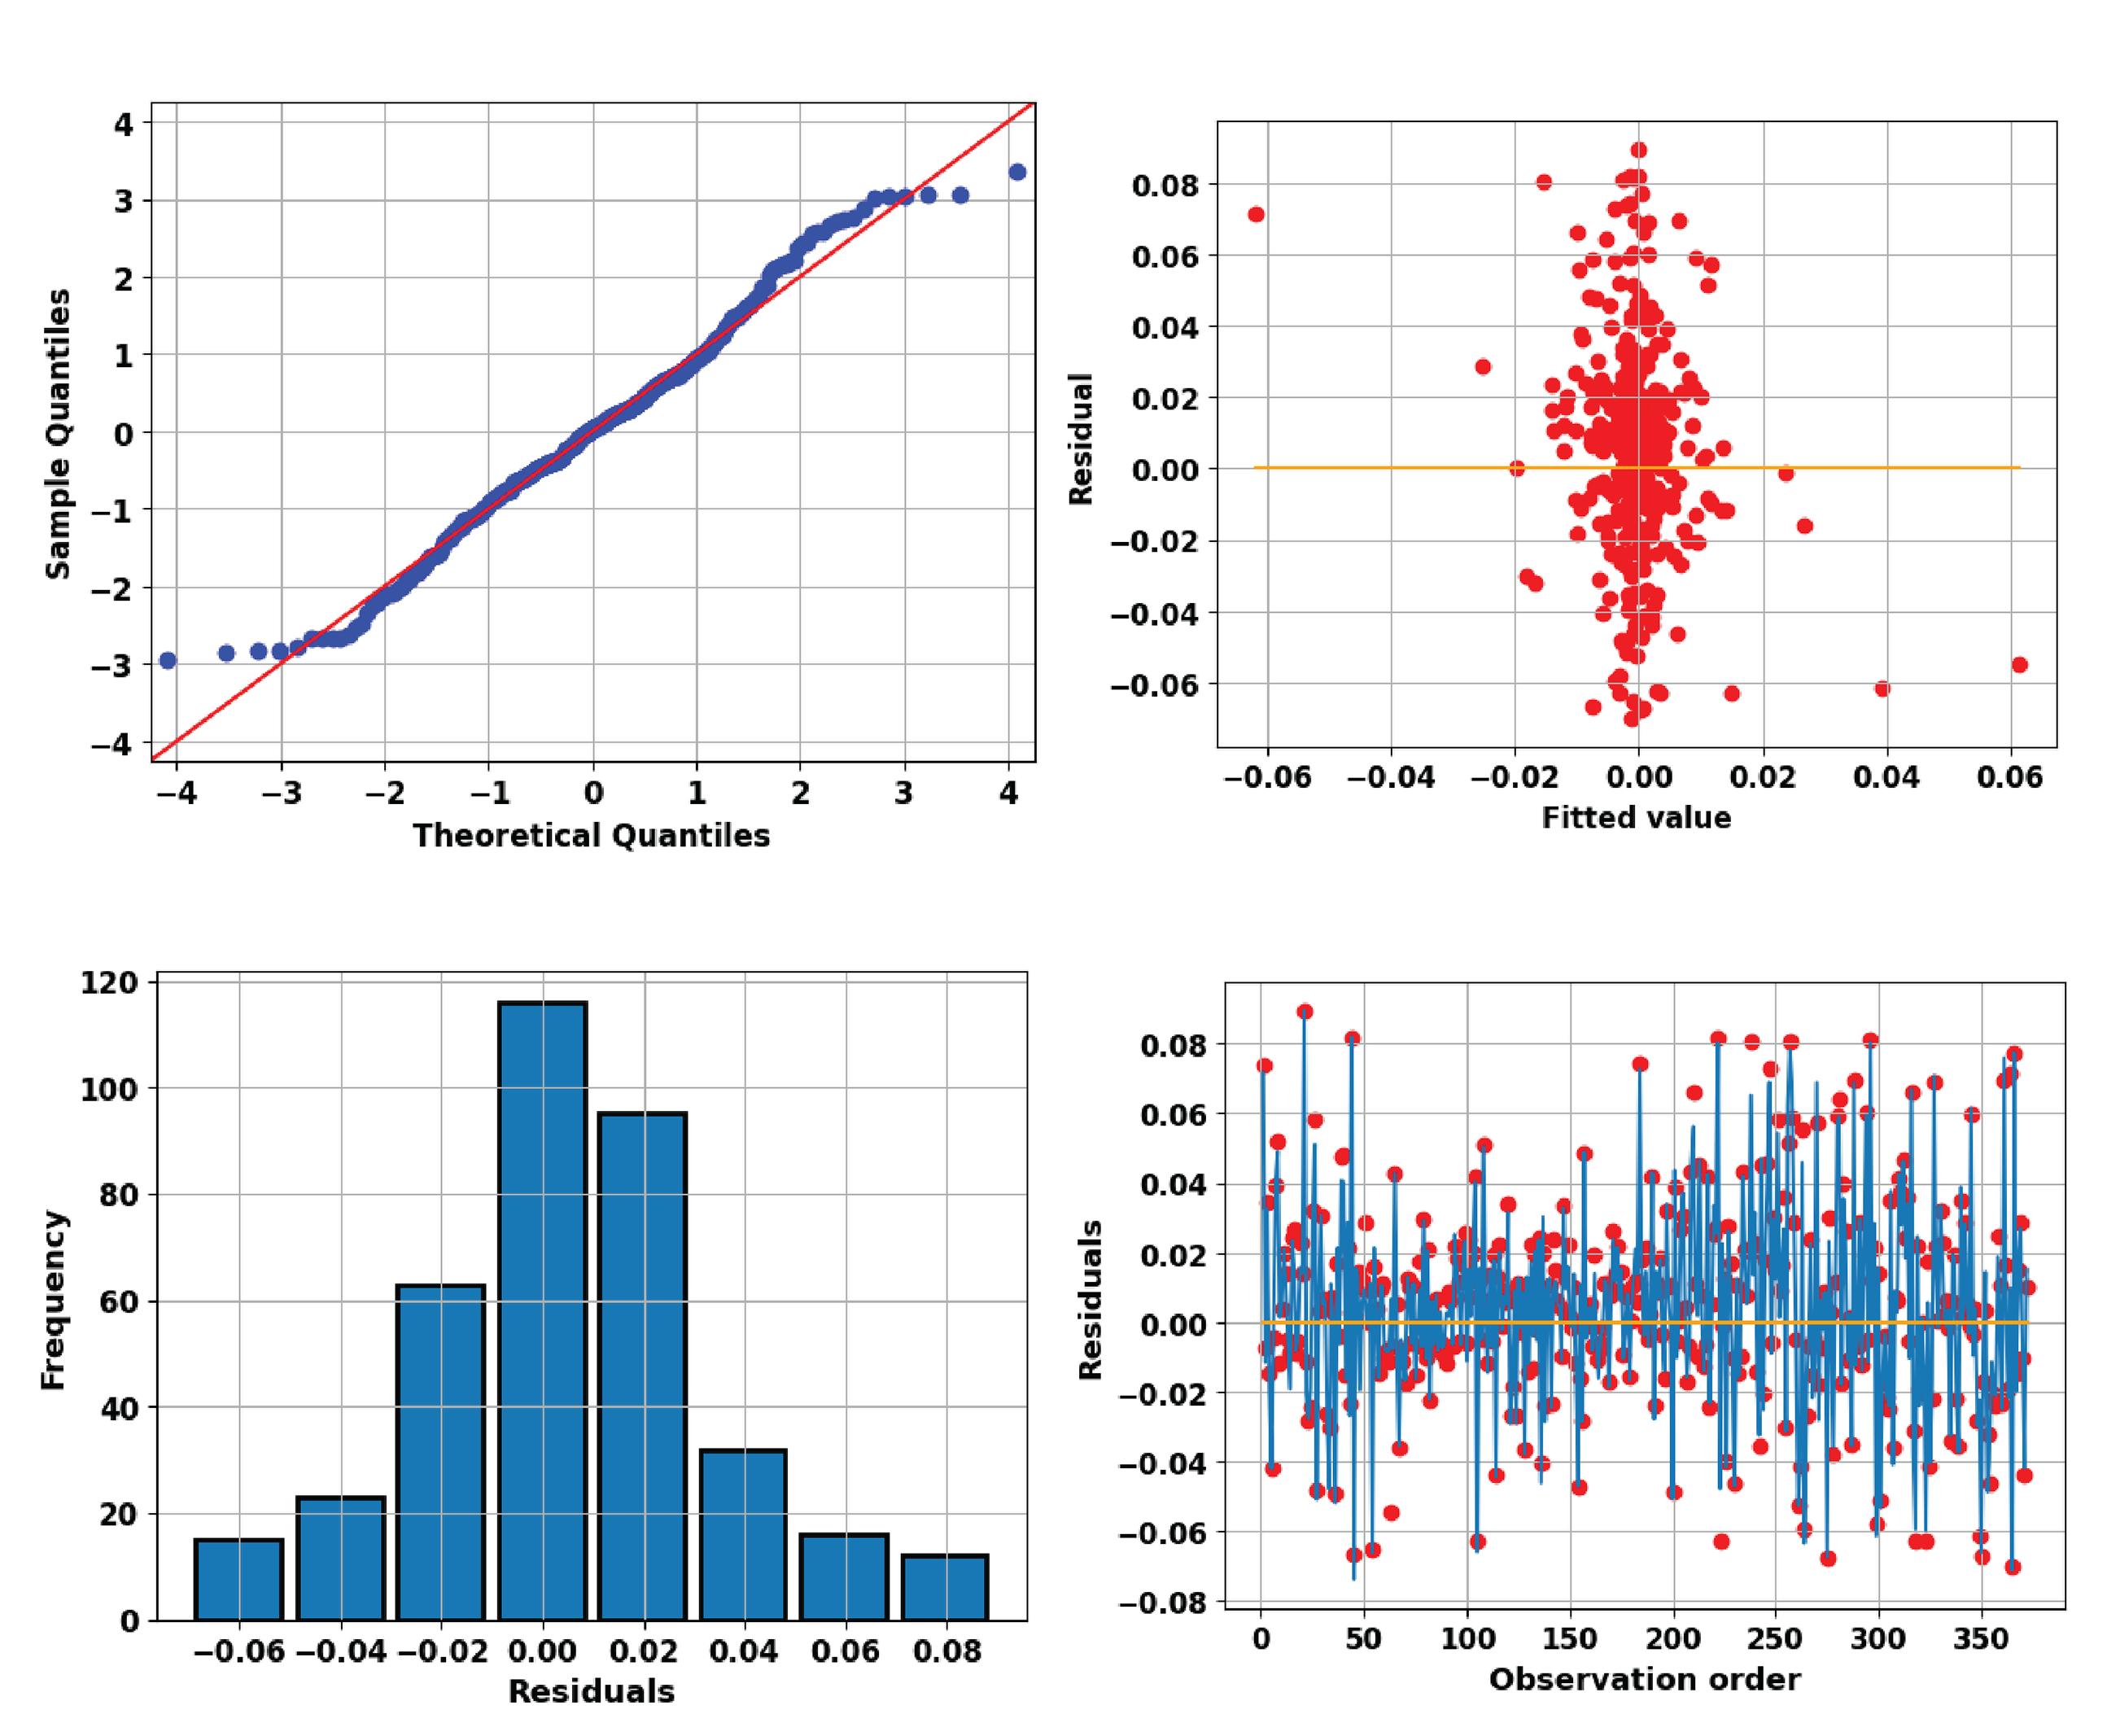 4
3
2
1
0
−1
−2
−3
−4
Sample Quantiles
−4 −3 −2 −1 0 1 2 3 4
Theoretical Quantiles
0.08
0.06
0.04
0.02
0.00
−0.02
−0.04
−0.06
Residual
−0.06 −0.04 −0.02 0.00 0.02 0.04 0.06
Fitted value
120
100
80
60
40
20
0
Frequency
−0.06 −0.04 −0.02 0.00 0.02 0.04 0.06 0.08
Residuals
0.08
0.06
0.04
0.02
0.00
−0.02
−0.04
−0.06
−0.08
Residuals
0 50 100 150 200 250 300 350
Observation order